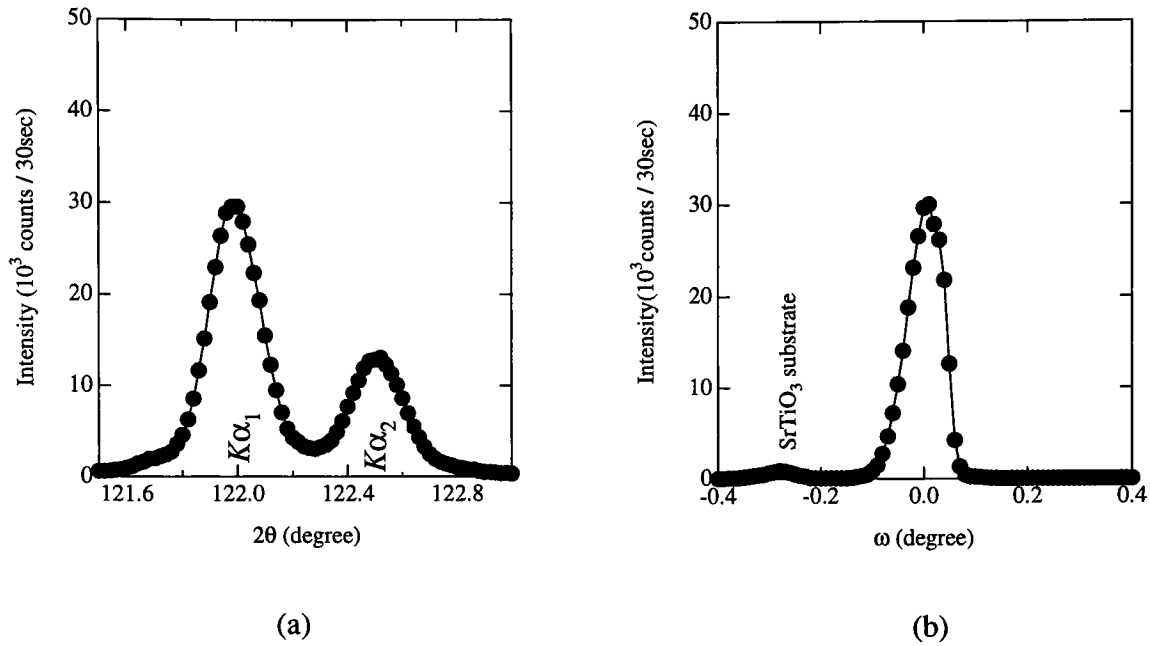 50
40
30
20
10
0
Intensity (10³ counts / 30sec)
Kα₁
Kα₂
121.6 122.0 122.4 122.8
2θ (degree)
(a)
50
40
30
20
10
0
Intensity(10³counts / 30sec)
SrTiO₃ substrate
-0.4 -0.2 0.0 0.2 0.4
ω (degree)
(b)